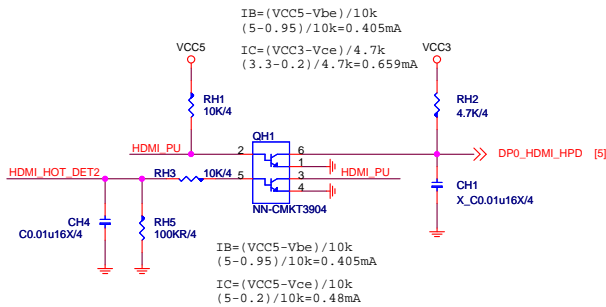 IB=(VCC5-Vbe)/10k
(5-0.95)/10k=0.405mA
IC=(VCC3-Vce)/4.7k
(3.3-0.2)/4.7k=0.659mA
VCC5
VCC3
RH1
10K/4
RH2
4.7K/4
QH1
HDMI_PU
2
6
DP0_HDMI_HPD [5]
1
HDMI_HOT_DET2
RH3
10K/4
5
3
HDMI_PU
4
CH1
X_C0.01u16X/4
NN-CMKT3904
CH4
C0.01u16X/4
RH5
100KR/4
IB=(VCC5-Vbe)/10k
(5-0.95)/10k=0.405mA
IC=(VCC5-Vce)/10k
(5-0.2)/10k=0.48mA